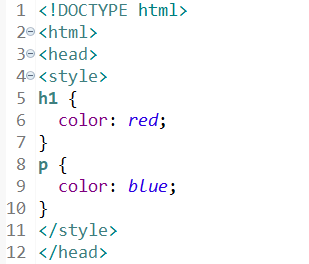 1 <!DOCTYPE html>
2 <html>
3 <head>
4 <style>
5 h1 {
6   color: red;
7 }
8 p {
9   color: blue;
10 }
11 </style>
12 </head>